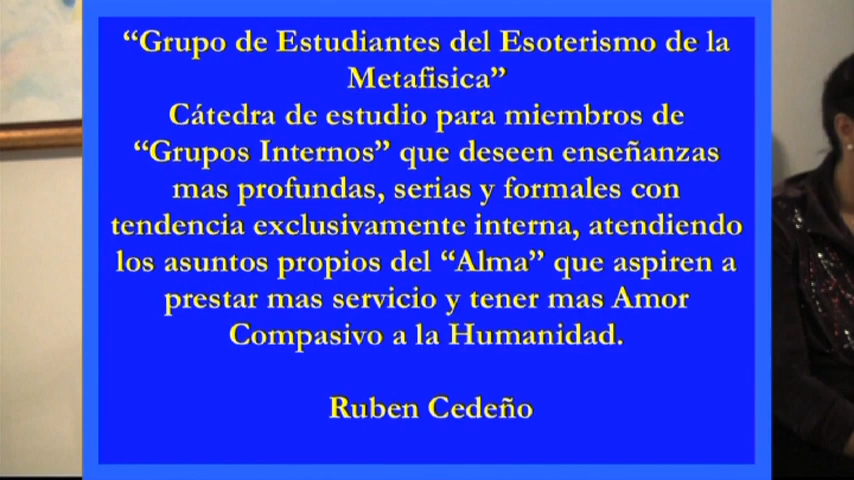 “Grupo de Estudiantes del Esoterismo de la
Metafisica”
Cátedra de estudio para miembros de
“Grupos Internos” que deseen enseñanzas
mas profundas, serias y formales con
tendencia exclusivamente interna, atendiendo
los asuntos propios del “Alma” que aspiren a
prestar mas servicio y tener mas Amor
Compasivo a la Humanidad.
Ruben Cedeño